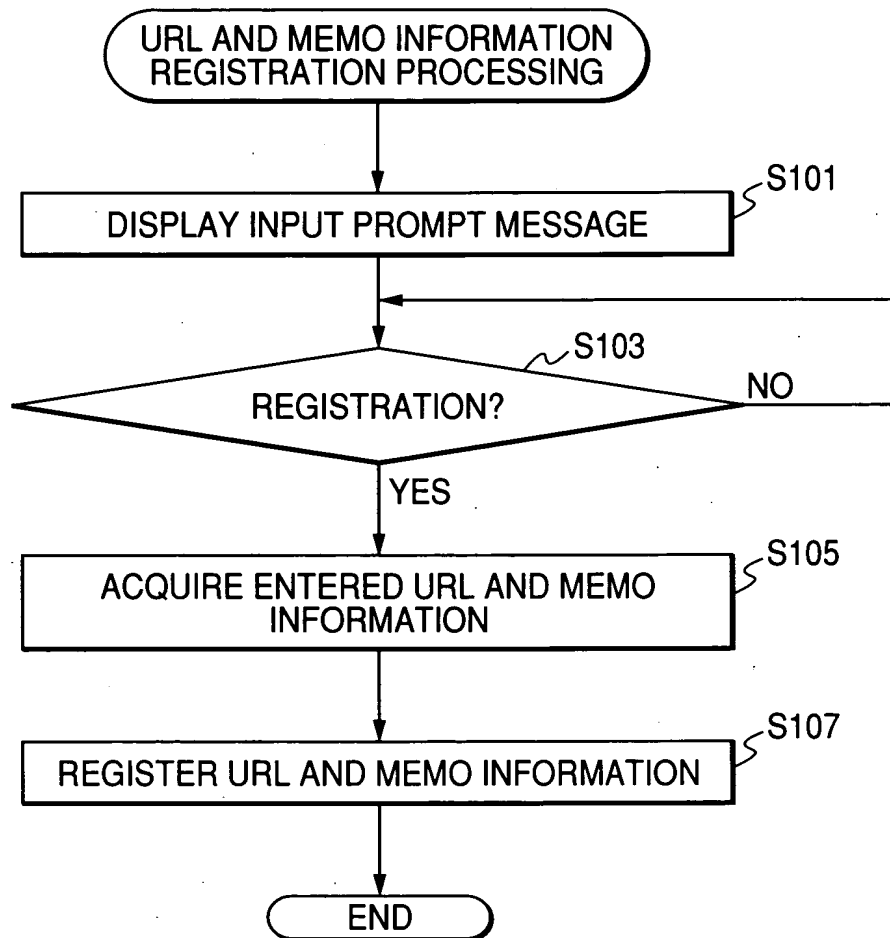 URL AND MEMO INFORMATION
REGISTRATION PROCESSING
S101
DISPLAY INPUT PROMPT MESSAGE
S103
REGISTRATION?
NO
YES
S105
ACQUIRE ENTERED URL AND MEMO
INFORMATION
S107
REGISTER URL AND MEMO INFORMATION
END